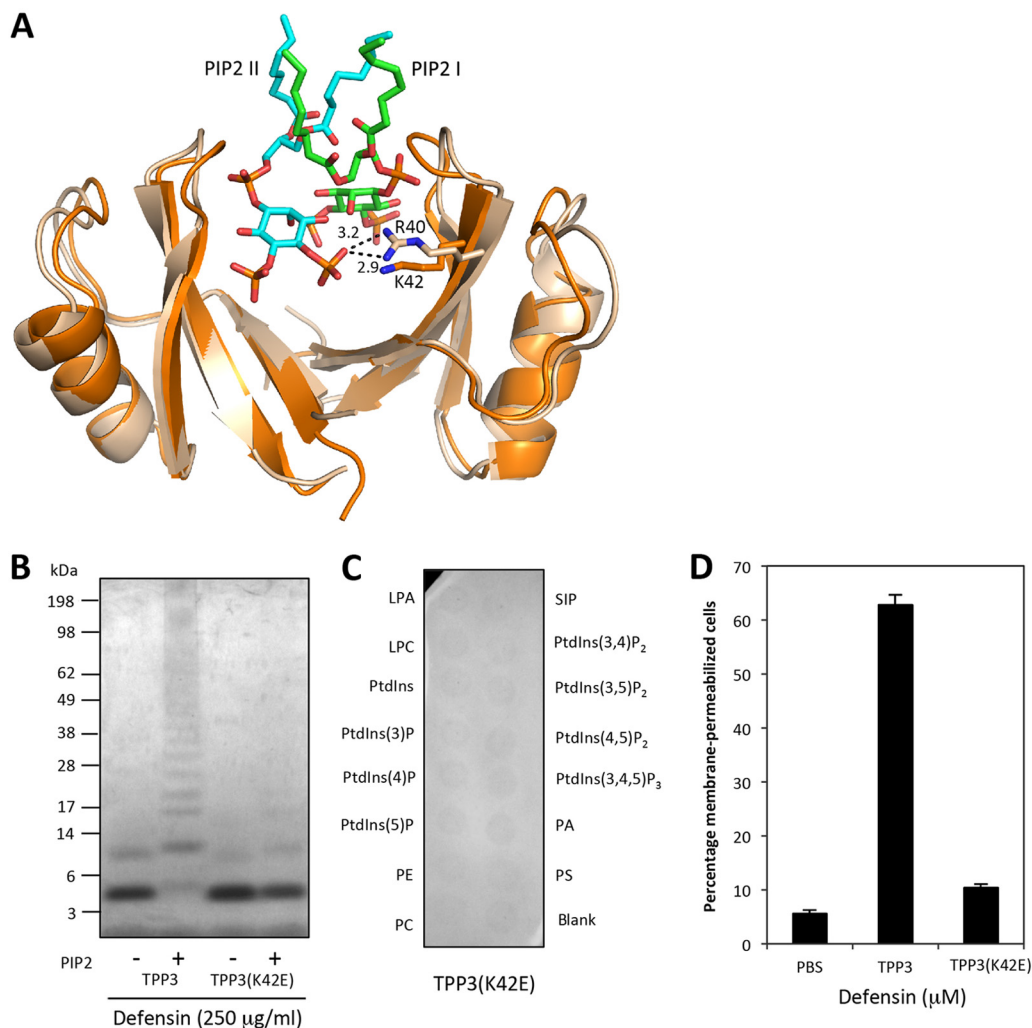 A
PIP2 II
PIP2 I
3.2
R40
2.9
K42
B
kDa
198
98
62
49
38
28
17
14
6
3
PIP2
- + - +
TPP3 TPP3(K42E)
Defensin (250 µg/ml)
C
LPA
LPC
PtdIns
PtdIns(3)P
PtdIns(4)P
PtdIns(5)P
PE
PC
SIP
PtdIns(3,4)P₂
PtdIns(3,5)P₂
PtdIns(4,5)P₂
PtdIns(3,4,5)P₃
PA
PS
Blank
TPP3(K42E)
D
Percentage membrane-permeabilized cells
70
60
50
40
30
20
10
0
PBS TPP3 TPP3(K42E)
Defensin (µM)